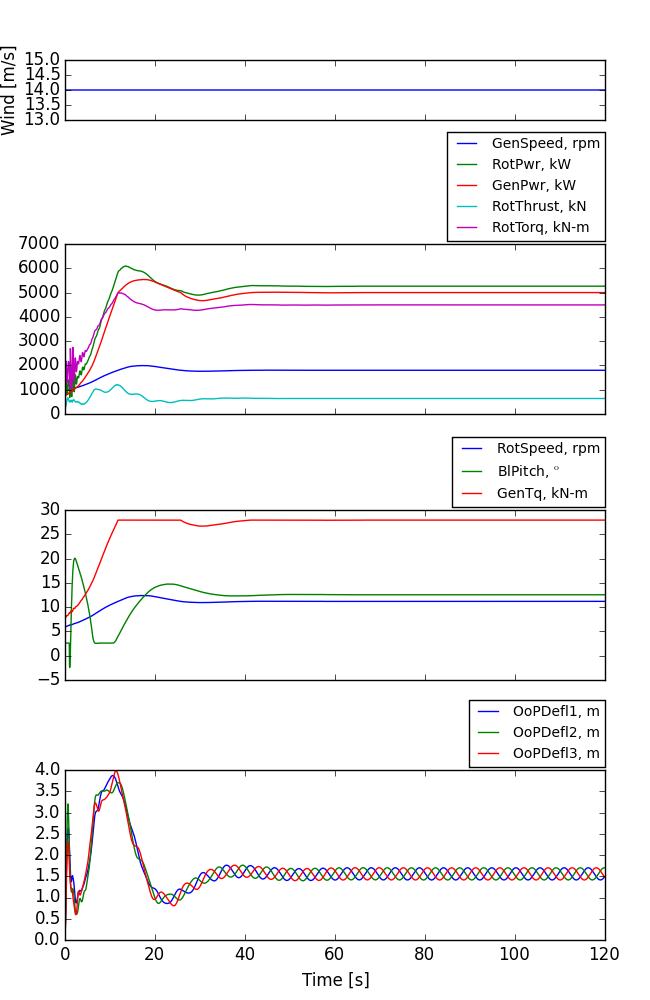 Wind [m/s]
15.0
14.5
14.0
13.5
13.0
GenSpeed, rpm
RotPwr, kW
GenPwr, kW
RotThrust, kN
RotTorq, kN-m
7000
6000
5000
4000
3000
2000
1000
0
RotSpeed, rpm
BlPitch, °
GenTq, kN-m
30
25
20
15
10
5
0
−5
OoPDefl1, m
OoPDefl2, m
OoPDefl3, m
4.0
3.5
3.0
2.5
2.0
1.5
1.0
0.5
0.0
0 20 40 60 80 100 120
Time [s]